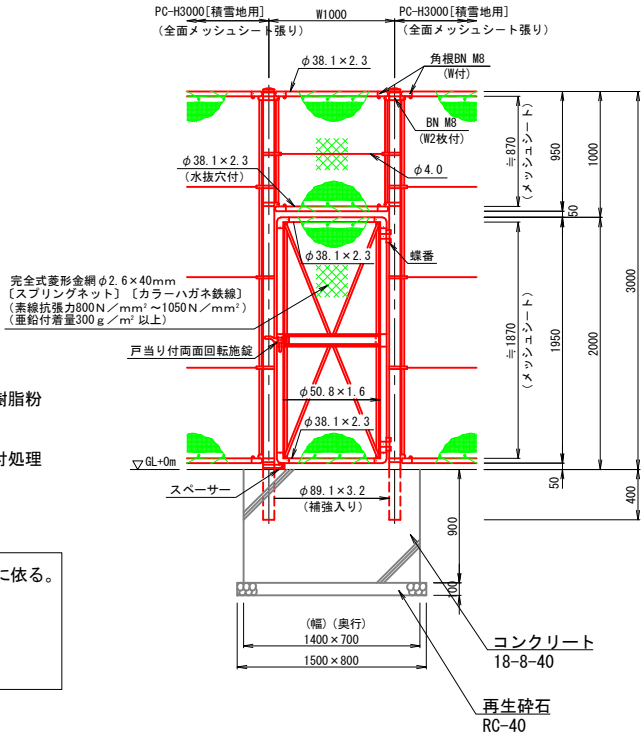 PC-H3000[積雪地用]
(全面メッシュシート張り)
W1000
PC-H3000[積雪地用]
(全面メッシュシート張り)
φ38.1×2.3
角根BN M8
(W付)
BN M8
(W2枚付)
φ38.1×2.3
(水抜穴付)
φ4.0
≒870
(メッシュシート)
950
1000
50
3000
φ38.1×2.3
蝶番
完全式菱形金網φ2.6×40mm
〔スプリングネット〕〔カラーハガネ鉄線〕
(素線抗張力800N/mm²~1050N/mm²)
(亜鉛付着量300g/m²以上)
戸当り付両面回転施錠
≒1870
(メッシュシート)
1950
2000
樹脂粉
φ50.8×1.6
φ38.1×2.3
付処理
▽GL+0m
スペーサー
φ89.1×3.2
(補強入り)
50
400
900
100
に依る。
(幅)(奥行)
1400×700
1500×800
コンクリート
18-8-40
再生砕石
RC-40